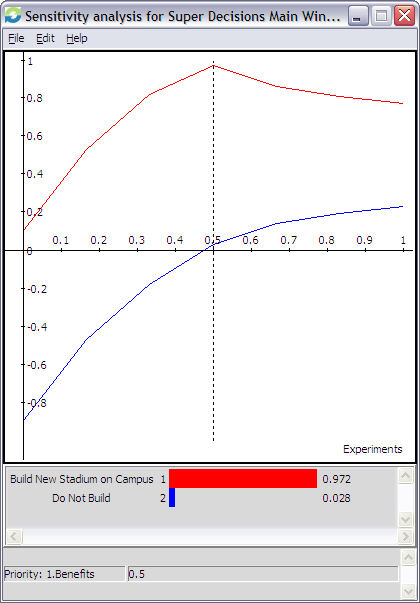 Sensitivity analysis for Super Decisions Main Win...
File Edit Help
1
0.8
0.6
0.4
0.2
0.1 0.2 0.3 0.4 0.5 0.6 0.7 0.8 0.9 1
0
-0.2
-0.4
-0.6
-0.8
Experiments
Build New Stadium on Campus 1 0.972
Do Not Build 2 0.028
Priority: 1.Benefits 0.5